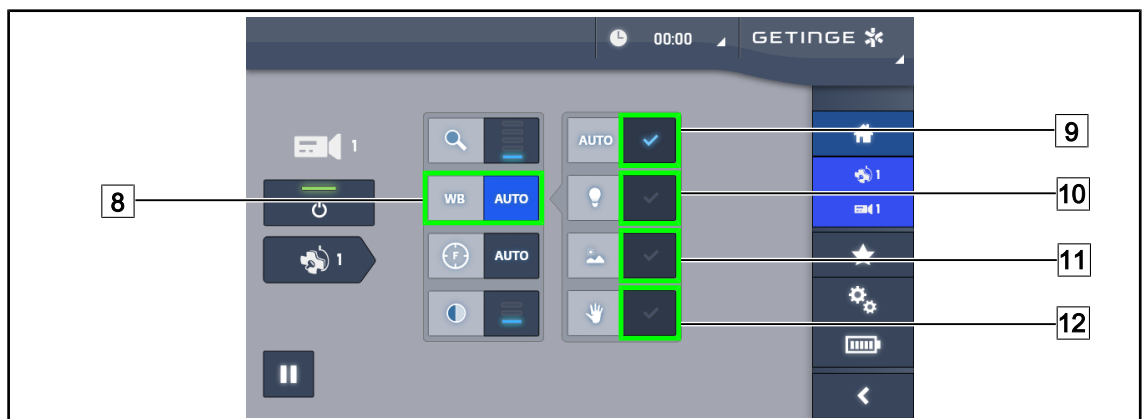 00:00 GETINGE
1 AUTO 9
WB AUTO 1 10
8 1
1 F AUTO 11
12